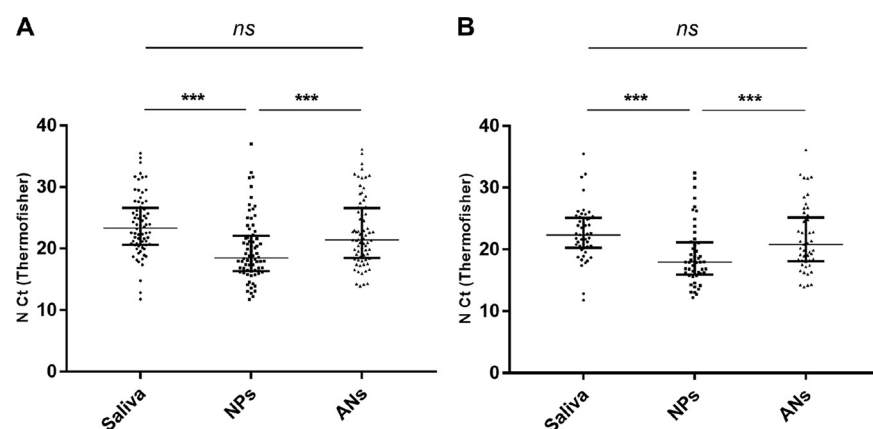 A
ns
*** ***
N Ct (Thermofisher)
40
30
20
10
0
Saliva
NPs
ANs
B
ns
*** ***
N Ct (Thermofisher)
40
30
20
10
0
Saliva
NPs
ANs